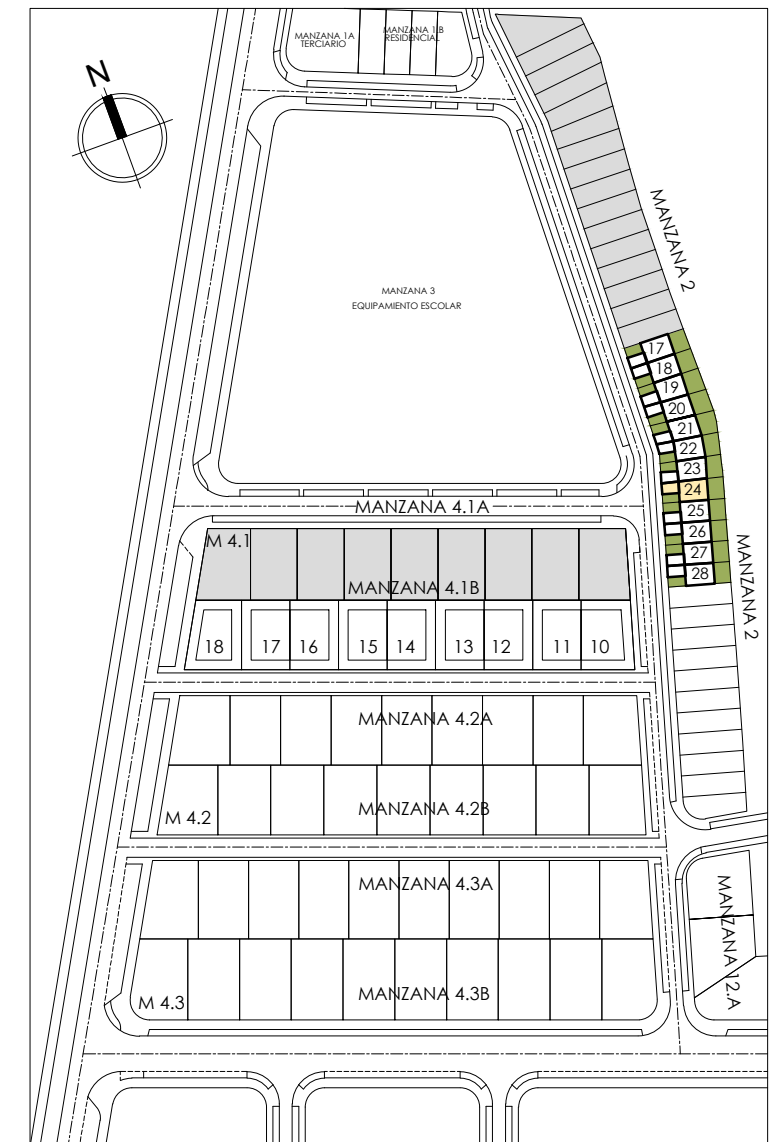 MANZANA 1A
TERCIARIO
MANZANA 1.B
RESIDENCIAL
N
MANZANA 2
MANZANA 3
EQUIPAMIENTO ESCOLAR
17
18
19
20
21
22
23
24
25
26
27
28
MANZANA 2
MANZANA 4.1A
M 4.1
MANZANA 4.1B
18 17 16 15 14 13 12 11 10
MANZANA 4.2A
M 4.2
MANZANA 4.2B
MANZANA 4.3A
MANZANA 12.A
M 4.3
MANZANA 4.3B